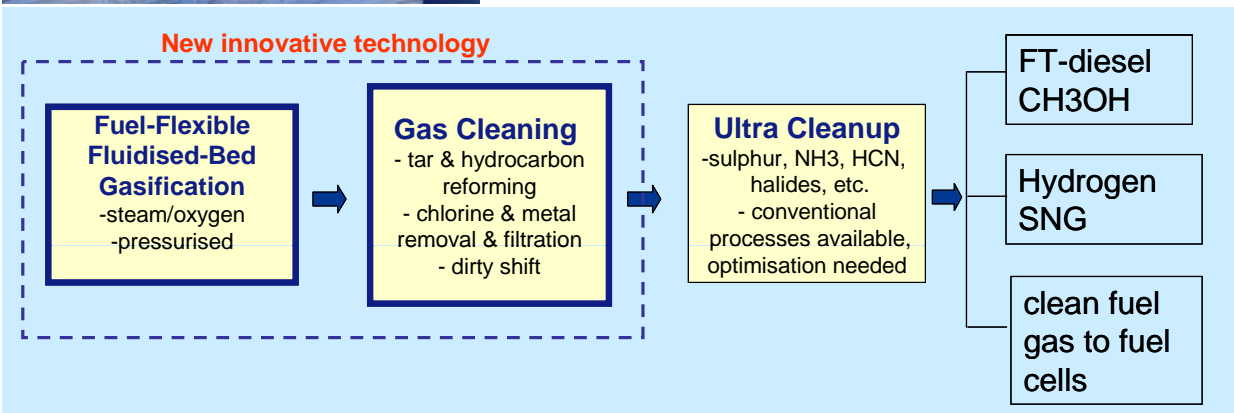 New innovative technology
Fuel-Flexible
Fluidised-Bed
Gasification
-steam/oxygen
-pressurised
Gas Cleaning
- tar & hydrocarbon
reforming
- chlorine & metal
removal & filtration
- dirty shift
Ultra Cleanup
-sulphur, NH3, HCN,
halides, etc.
- conventional
processes available,
optimisation needed
FT-diesel
CH3OH
Hydrogen
SNG
clean fuel
gas to fuel
cells